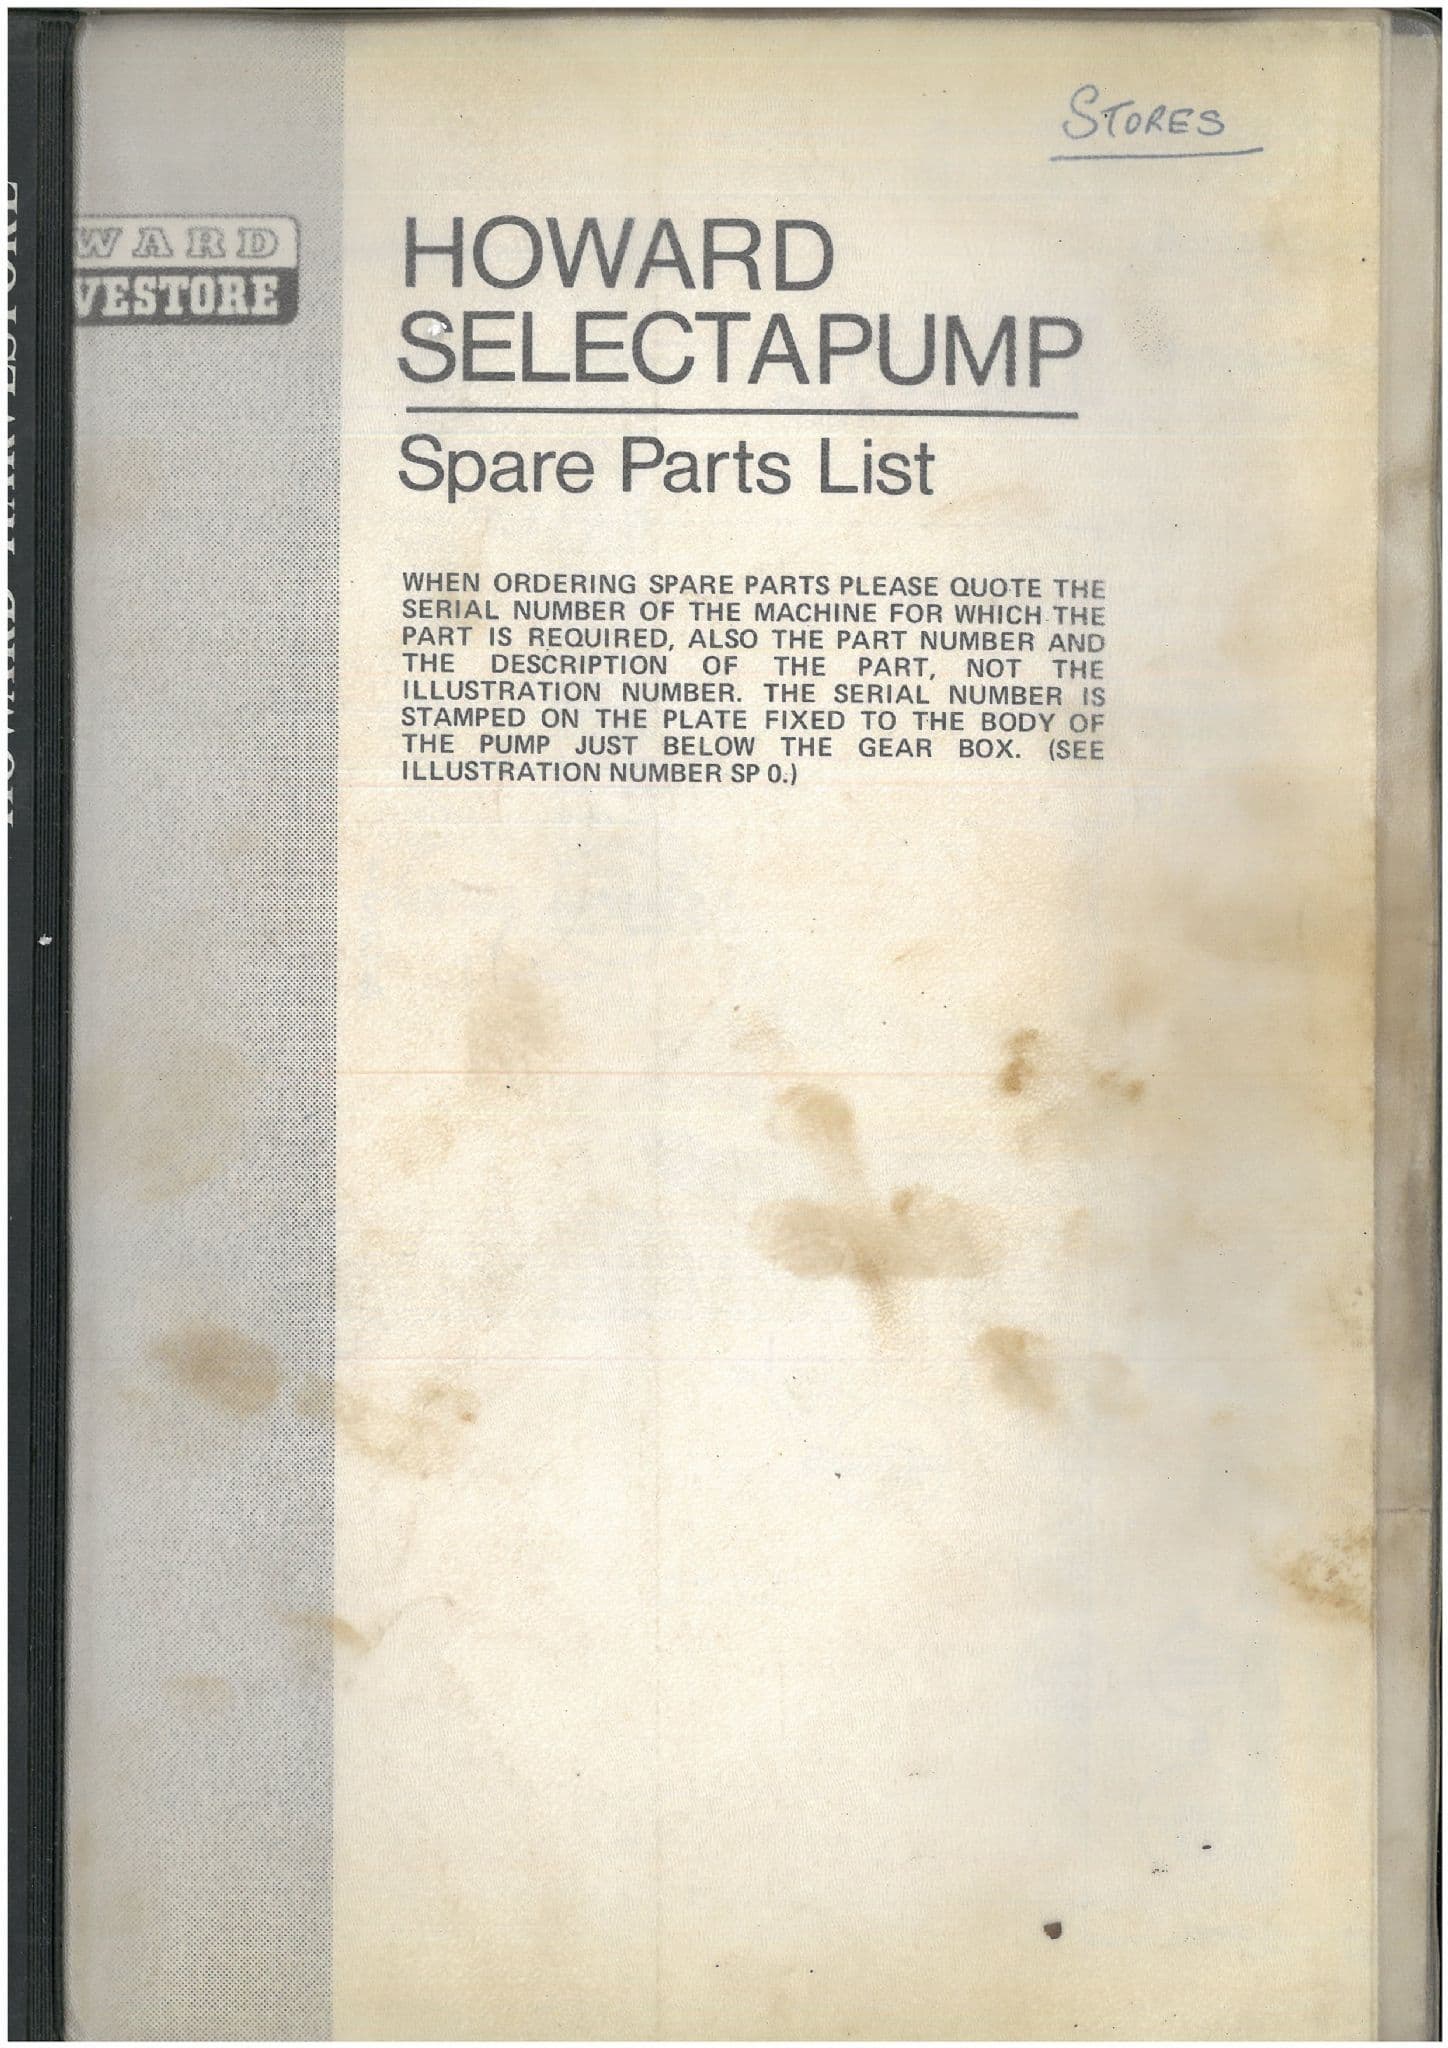 STORES
WARD
VESTORE
HOWARD
SELECTAPUMP
Spare Parts List
WHEN ORDERING SPARE PARTS PLEASE QUOTE THE
SERIAL NUMBER OF THE MACHINE FOR WHICH THE
PART IS REQUIRED, ALSO THE PART NUMBER AND
THE DESCRIPTION OF THE PART, NOT THE
ILLUSTRATION NUMBER. THE SERIAL NUMBER IS
STAMPED ON THE PLATE FIXED TO THE BODY OF
THE PUMP JUST BELOW THE GEAR BOX. (SEE
ILLUSTRATION NUMBER SP 0.)
HOWARD HARVESTORE